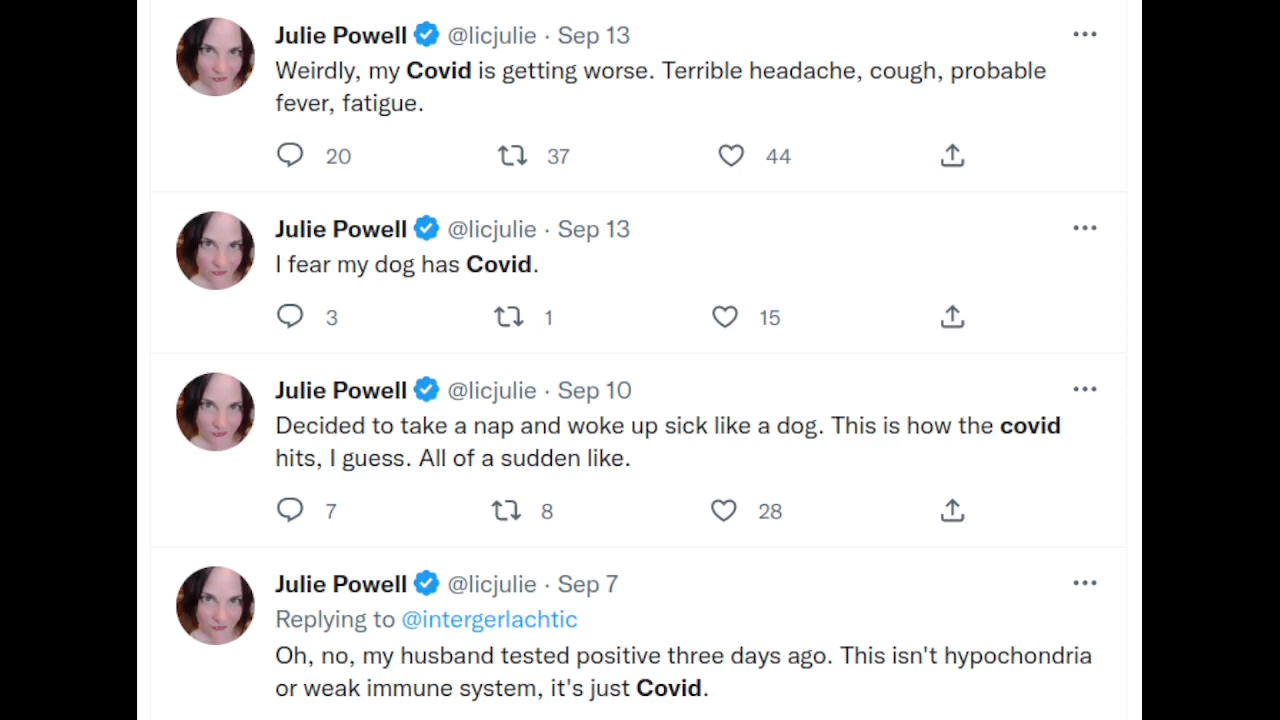 Julie Powell @licjulie · Sep 13
Weirdly, my Covid is getting worse. Terrible headache, cough, probable
fever, fatigue.
20 37 44
Julie Powell @licjulie · Sep 13
I fear my dog has Covid.
3 1 15
Julie Powell @licjulie · Sep 10
Decided to take a nap and woke up sick like a dog. This is how the covid
hits, I guess. All of a sudden like.
7 8 28
Julie Powell @licjulie · Sep 7
Replying to @intergerlachtic
Oh, no, my husband tested positive three days ago. This isn't hypochondria
or weak immune system, it's just Covid.